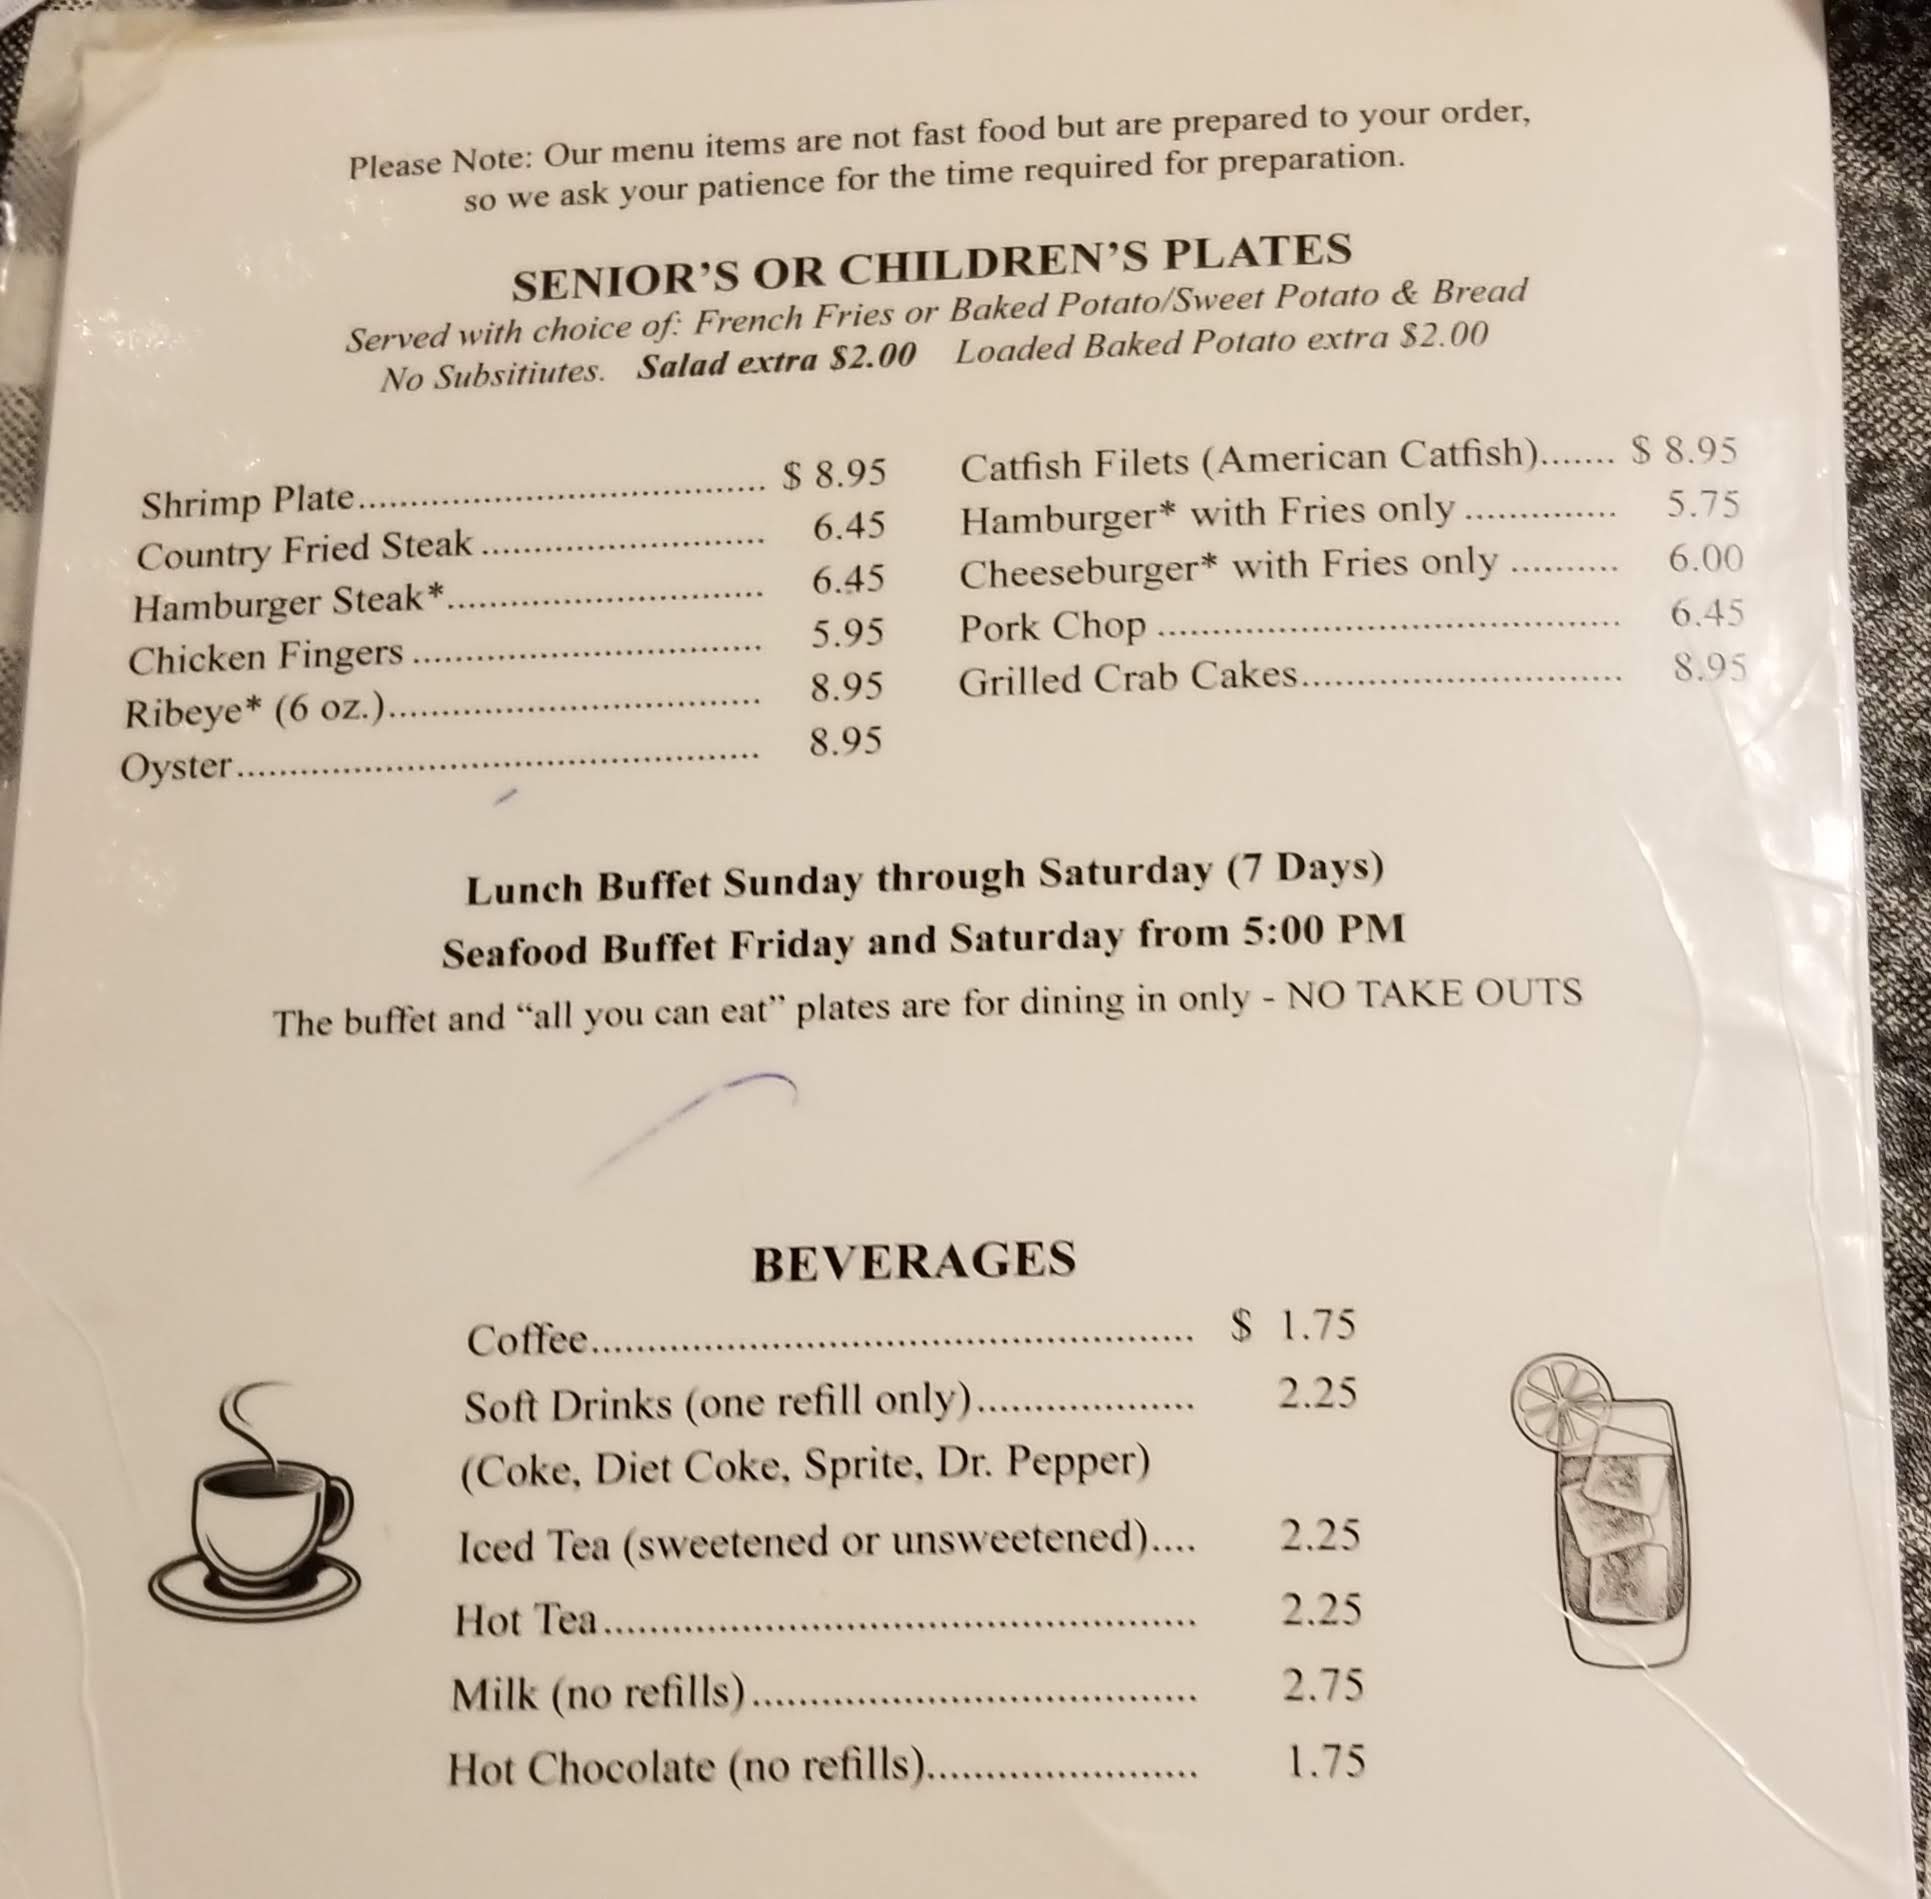 Please Note: Our menu items are not fast food but are prepared to your order,
so we ask your patience for the time required for preparation.
SENIOR'S OR CHILDREN'S PLATES
Served with choice of: French Fries or Baked Potato/Sweet Potato & Bread
No Subsitiutes. Salad extra $2.00 Loaded Baked Potato extra $2.00
Shrimp Plate....................................... $ 8.95
Country Fried Steak ........................... 6.45
Hamburger Steak*.............................. 6.45
Chicken Fingers ................................. 5.95
Ribeye* (6 oz.)................................... 8.95
Oyster.................................................. 8.95
Catfish Filets (American Catfish)....... $ 8.95
Hamburger* with Fries only .............. 5.75
Cheeseburger* with Fries only .......... 6.00
Pork Chop ........................................... 6.45
Grilled Crab Cakes.............................. 8.95
Lunch Buffet Sunday through Saturday (7 Days)
Seafood Buffet Friday and Saturday from 5:00 PM
The buffet and “all you can eat” plates are for dining in only - NO TAKE OUTS
BEVERAGES
Coffee..................................................... $ 1.75
Soft Drinks (one refill only)................... 2.25
(Coke, Diet Coke, Sprite, Dr. Pepper)
Iced Tea (sweetened or unsweetened).... 2.25
Hot Tea.................................................... 2.25
Milk (no refills)....................................... 2.75
Hot Chocolate (no refills)........................ 1.75